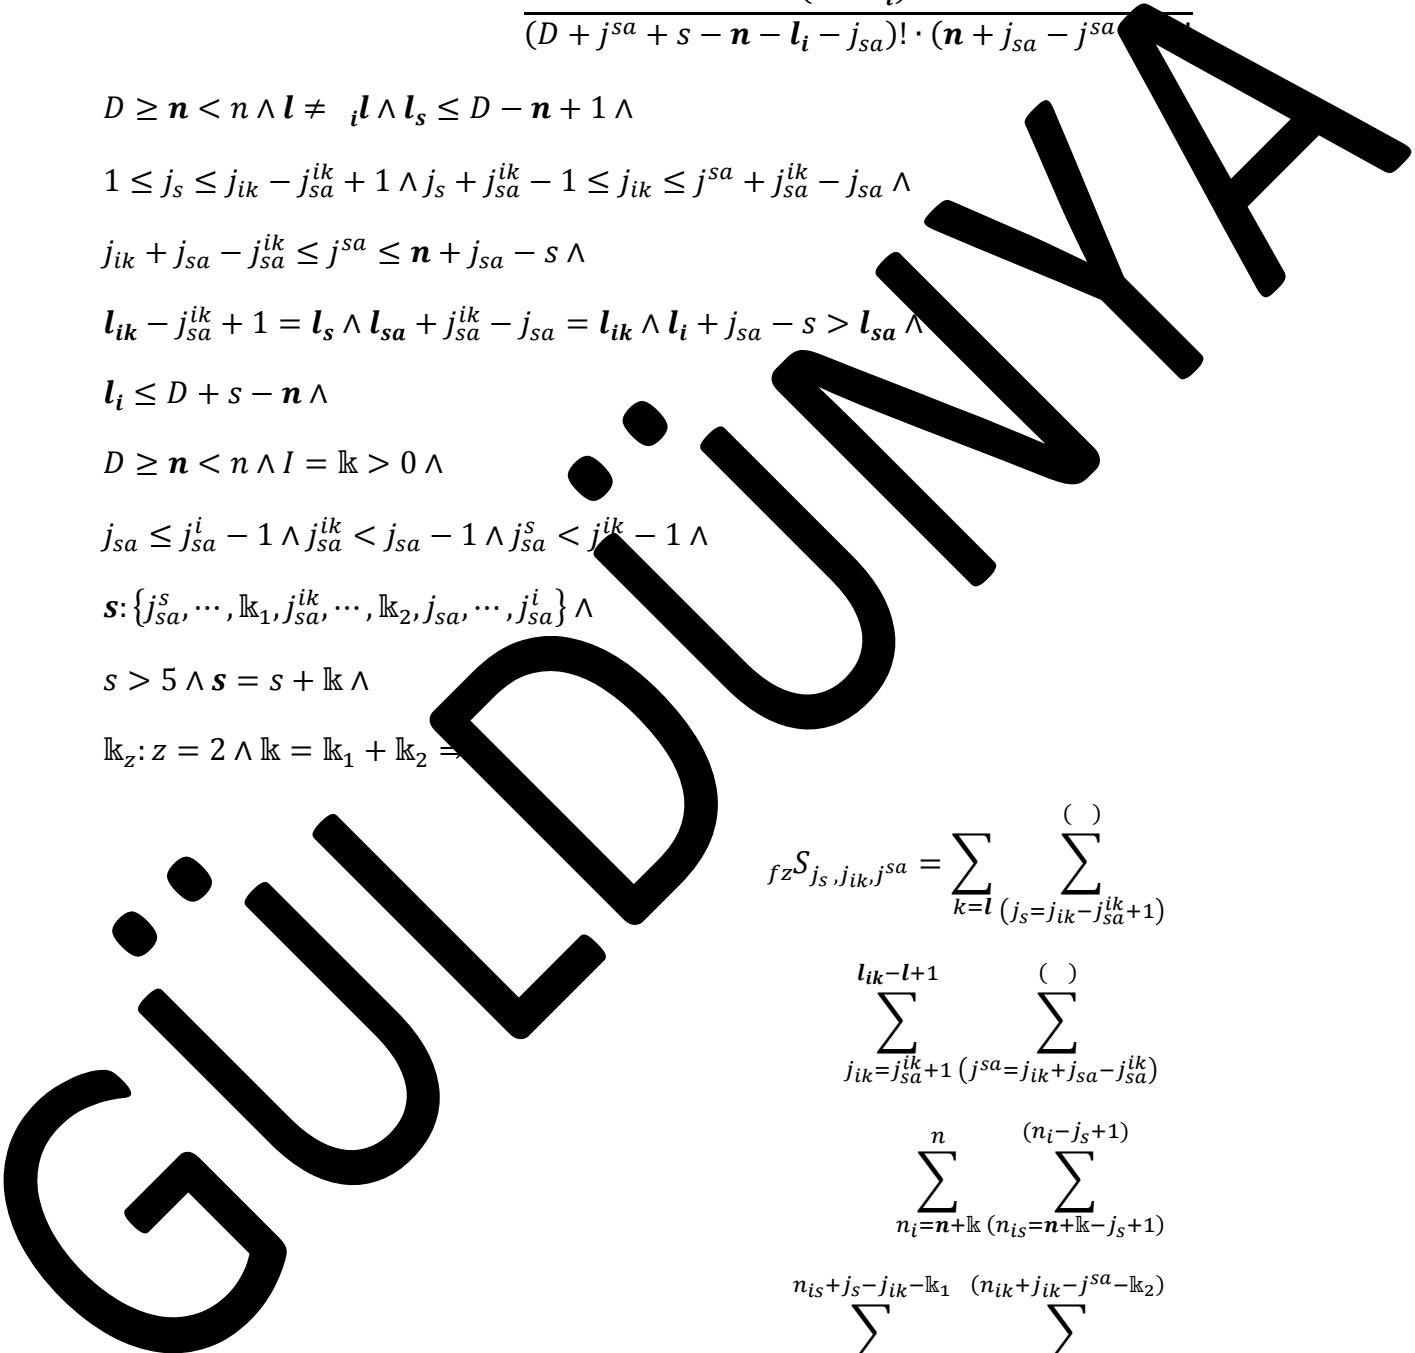 (D + j^{sa} + s − n − l_i − j_{sa})! · (n + j_{sa} − j^{sa}
D ≥ n < n ∧ l ≠ _il ∧ l_s ≤ D − n + 1 ∧
1 ≤ j_s ≤ j_{ik} − j_{sa}^{ik} + 1 ∧ j_s + j_{sa}^{ik} − 1 ≤ j_{ik} ≤ j^{sa} + j_{sa}^{ik} − j_{sa} ∧
j_{ik} + j_{sa} − j_{sa}^{ik} ≤ j^{sa} ≤ n + j_{sa} − s ∧
l_{ik} − j_{sa}^{ik} + 1 = l_s ∧ l_{sa} + j_{sa}^{ik} − j_{sa} = l_{ik} ∧ l_i + j_{sa} − s > l_{sa} ∧
l_i ≤ D + s − n ∧
D ≥ n < n ∧ I = 𝕜 > 0 ∧
j_{sa} ≤ j_{sa}^i − 1 ∧ j_{sa}^{ik} < j_{sa} − 1 ∧ j_{sa}^s < j^{ik} − 1 ∧
s: {j_{sa}^s, ⋯ , 𝕜_1, j_{sa}^{ik}, ⋯ , 𝕜_2, j_{sa}, ⋯ , j_{sa}^i} ∧
s > 5 ∧ s = s + 𝕜 ∧
𝕜_z: z = 2 ∧ 𝕜 = 𝕜_1 + 𝕜_2 ⇒
_{fz}S_{j_s, j_{ik}, j^{sa}} = ∑_{k=l} ∑_{(j_s=j_{ik}−j_{sa}^{ik}+1)}^{( )}
∑_{j_{ik}=j_{sa}^{ik}+1}^{l_{ik}−l+1} ∑_{(j^{sa}=j_{ik}+j_{sa}−j_{sa}^{ik})}^{( )}
∑_{n_i=n+𝕜}^{n} ∑_{(n_{is}=n+𝕜−j_s+1)}^{(n_i−j_s+1)}
∑^{n_{is}+j_s−j_{ik}−𝕜_1} ∑^{(n_{ik}+j_{ik}−j^{sa}−𝕜_2)}
GÜLDÜNYA